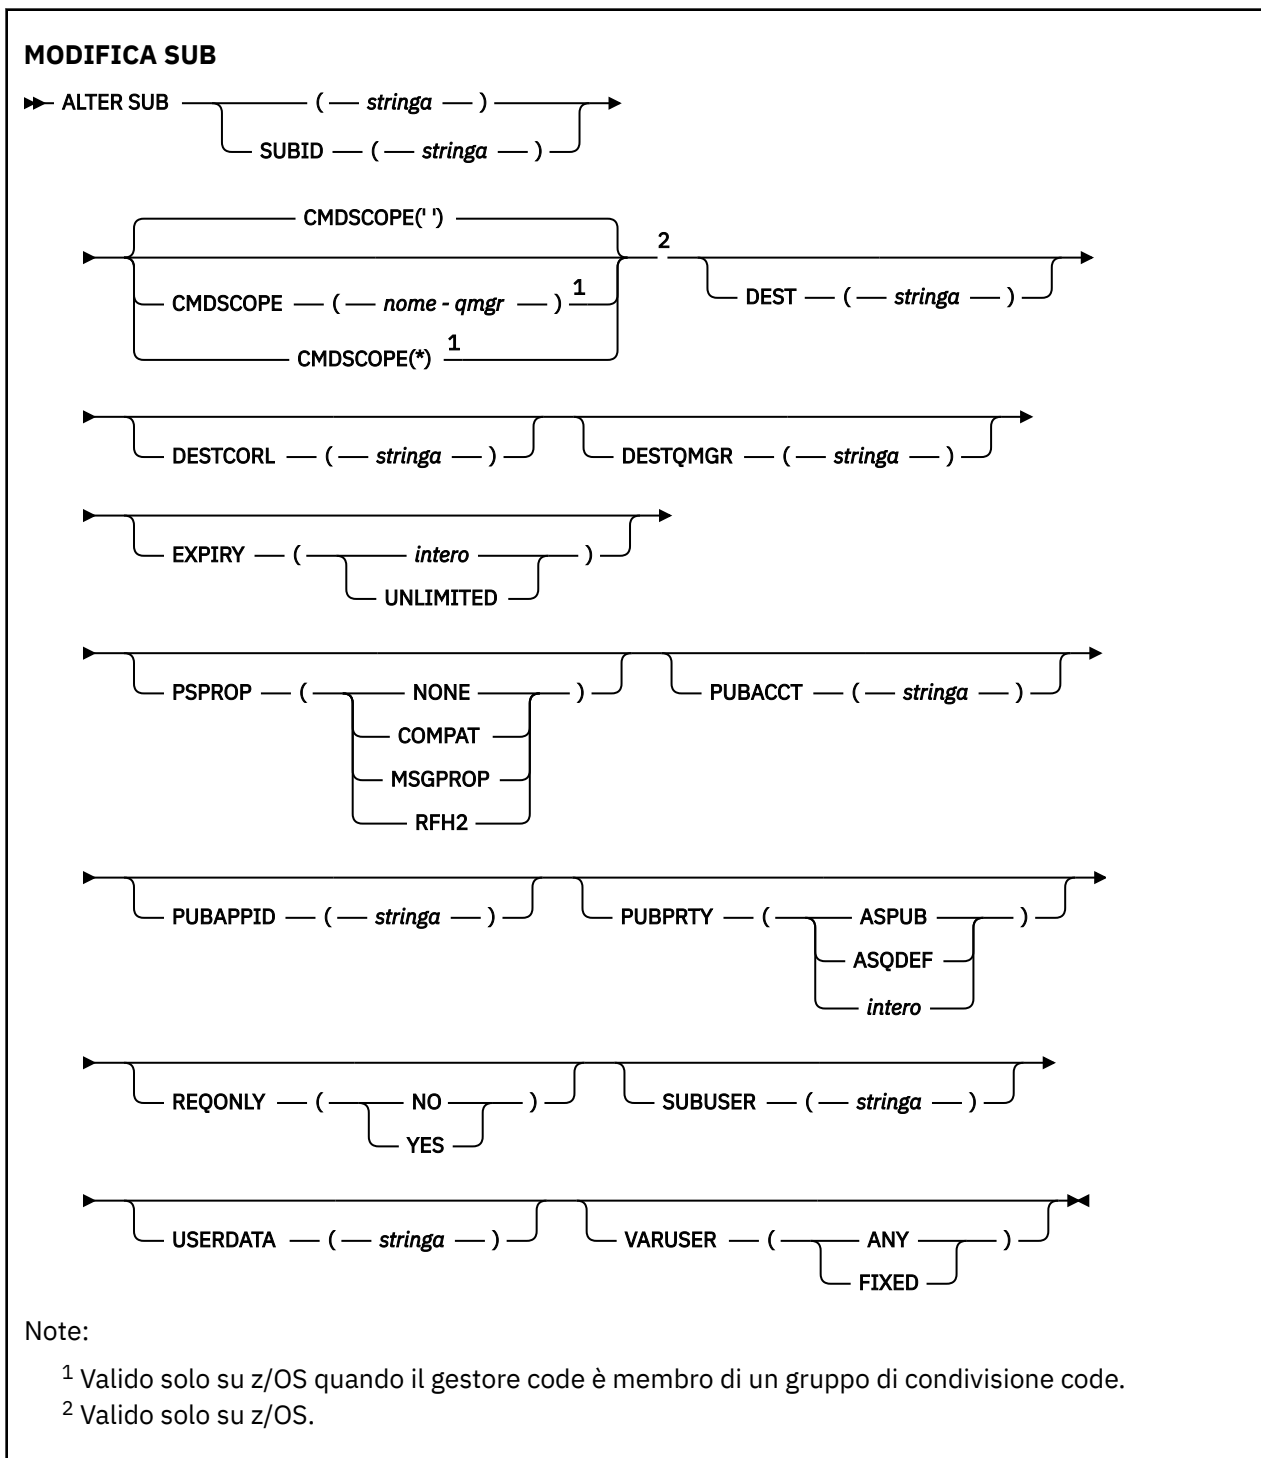 MODIFICA SUB
ALTER SUB ( stringa )
SUBID ( stringa )
CMDSCOPE(' ')
2
CMDSCOPE ( nome - qmgr ) 1
DEST ( stringa )
CMDSCOPE(*) 1
DESTCORL ( stringa ) DESTQMGR ( stringa )
EXPIRY ( intero )
UNLIMITED
PSPROP ( NONE ) PUBACCT ( stringa )
COMPAT
MSGPROP
RFH2
PUBAPPID ( stringa ) PUBPRTY ( ASPUB )
ASQDEF
intero
REQONLY ( NO ) SUBUSER ( stringa )
YES
USERDATA ( stringa ) VARUSER ( ANY )
FIXED
Note:
1 Valido solo su z/OS quando il gestore code è membro di un gruppo di condivisione code.
2 Valido solo su z/OS.